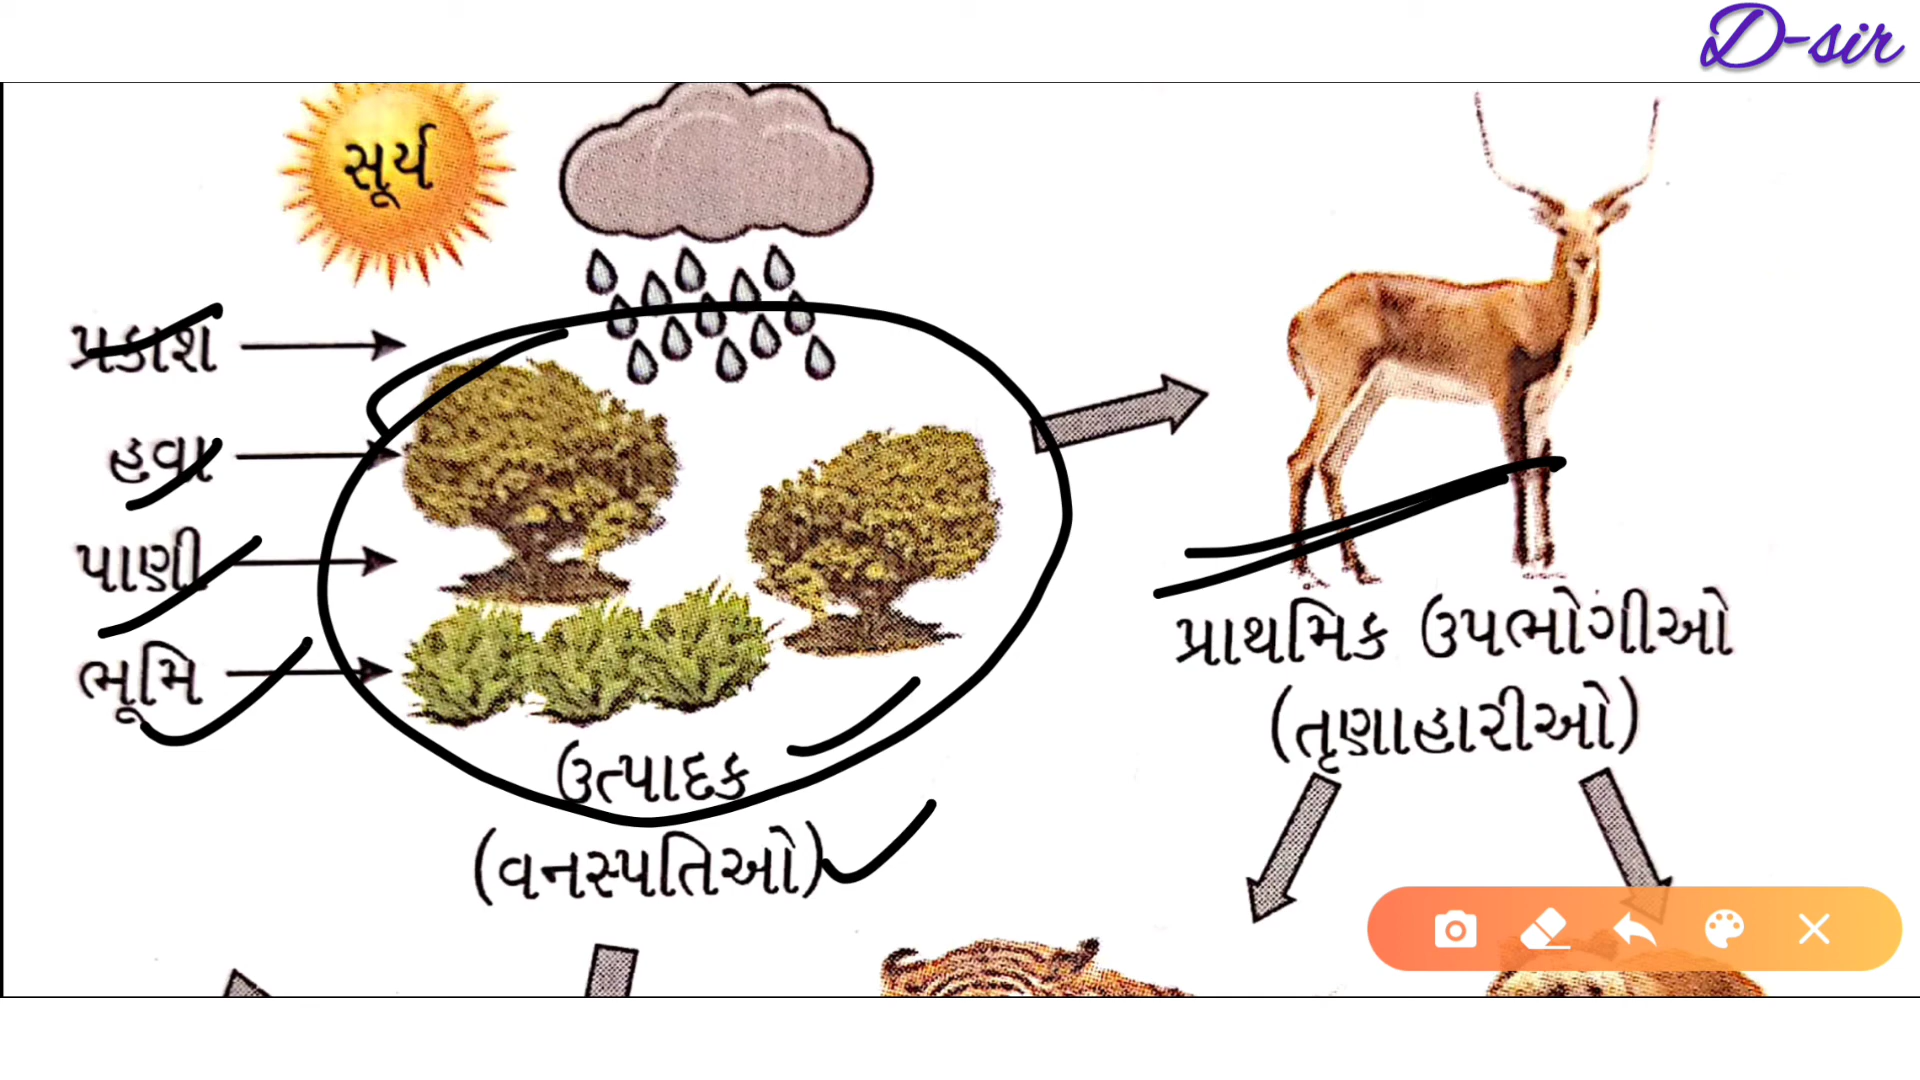 D-sir
સૂર્ય
પ્રકાશ
હવા
પાણી
ભૂમિ
ઉત્પાદક
(વનસ્પતિઓ)
પ્રાથમિક ઉપભોગીઓ
(તૃણાહારીઓ)